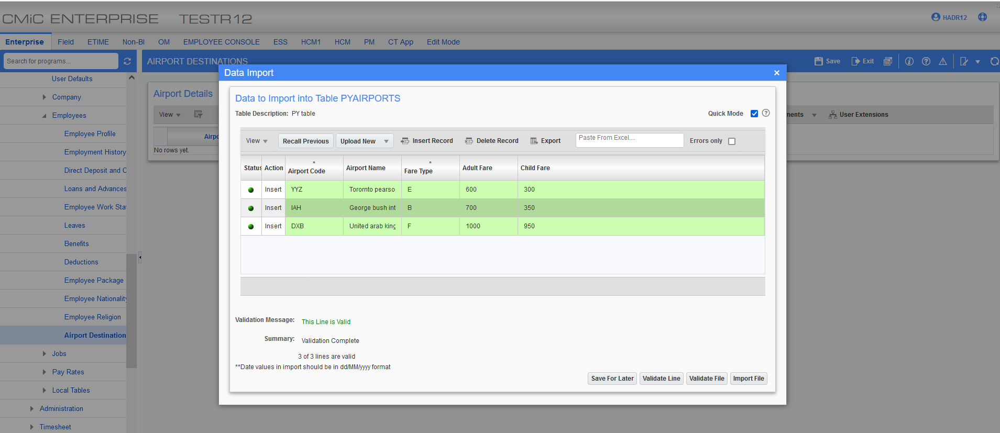 CMiC ENTERPRISE TESTR12
HADR12
Enterprise Field ETIME Non-BI OM EMPLOYEE CONSOLE ESS HCM1 HCM PM CT App Edit Mode
Search for programs...
AIRPORT DESTINATIONS
Save Exit
User Defaults
Company
Employees
Employee Profile
Employment History
Direct Deposit and C
Loans and Advances
Employee Work Sta
Leaves
Benefits
Deductions
Employee Package
Employee Nationality
Employee Religion
Airport Destination
Jobs
Pay Rates
Local Tables
Administration
Timesheet
Airport Details
View
ments User Extensions
Airpo
No rows yet.
Data Import
Data to Import into Table PYAIRPORTS
Table Description: PY table
Quick Mode
View Recall Previous Upload New Insert Record Delete Record Export Paste From Excel.... Errors only
Status Action * Airport Code Airport Name * Fare Type Adult Fare Child Fare
Insert YYZ Torornto pearso E 600 300
Insert IAH George bush int B 700 350
Insert DXB United arab king F 1000 950
Validation Message: This Line is Valid
Summary: Validation Complete
3 of 3 lines are valid
**Date values in import should be in dd/MM/yyyy format
Save For Later Validate Line Validate File Import File